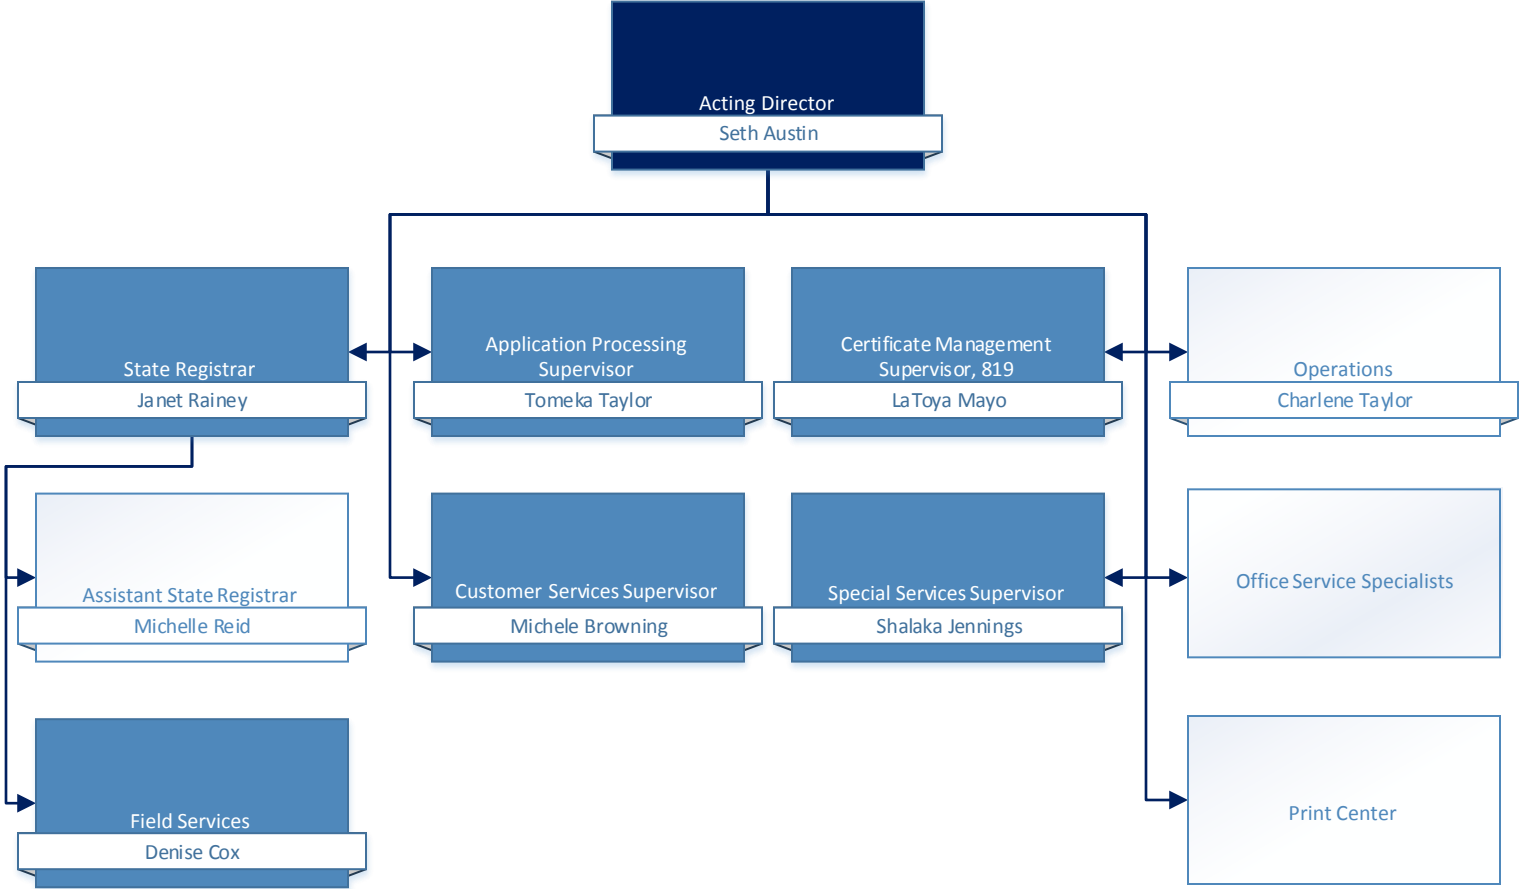 Acting Director
Seth Austin
State Registrar
Janet Rainey
Application Processing
Supervisor
Tomeka Taylor
Certificate Management
Supervisor, 819
LaToya Mayo
Operations
Charlene Taylor
Assistant State Registrar
Michelle Reid
Customer Services Supervisor
Michele Browning
Special Services Supervisor
Shalaka Jennings
Office Service Specialists
Field Services
Denise Cox
Print Center